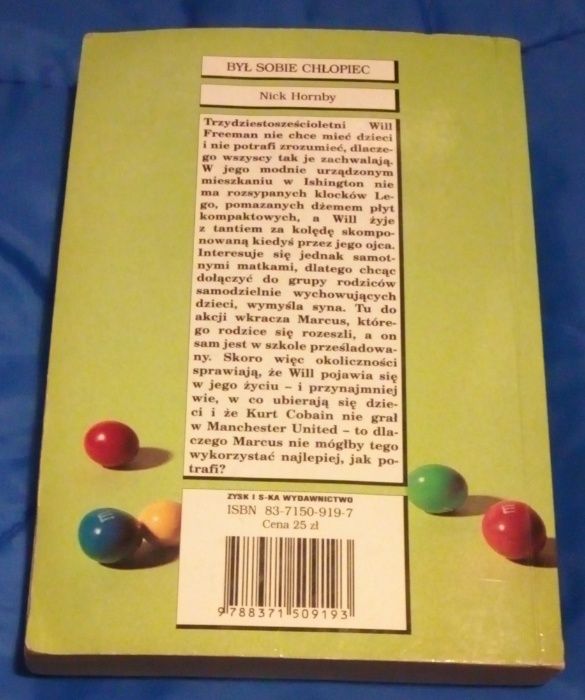 BYŁ SOBIE CHŁOPIEC
Nick Hornby
Trzydziestosześcioletni Will
Freeman nie chce mieć dzieci
i nie potrafi zrozumieć, dlacze-
go wszyscy tak je zachwalają.
W jego modnie urządzonym
mieszkaniu w Ishington nie
ma rozsypanych klocków Le-
go, pomazanych dżemem płyt
kompaktowych, a Will żyje
z tantiem za kolędę skompo-
nowaną kiedyś przez jego ojca.
Interesuje się jednak samot-
nymi matkami, dlatego chcąc
dołączyć do grupy rodziców
samodzielnie wychowujących
dzieci, wymyśla syna. Tu do
akcji wkracza Marcus, które-
go rodzice się rozeszli, a on
sam jest w szkole prześladowa-
ny. Skoro więc okoliczności
sprawiają, że Will pojawia się
w jego życiu – i przynajmniej
wie, w co ubierają się dzie-
ci i że Kurt Cobain nie grał
w Manchester United – to dla-
czego Marcus nie mógłby tego
wykorzystać najlepiej, jak po-
trafi?
ZYSK I S-KA WYDAWNICTWO
ISBN 83-7150-919-7
Cena 25 zł
9788371509193
m
m